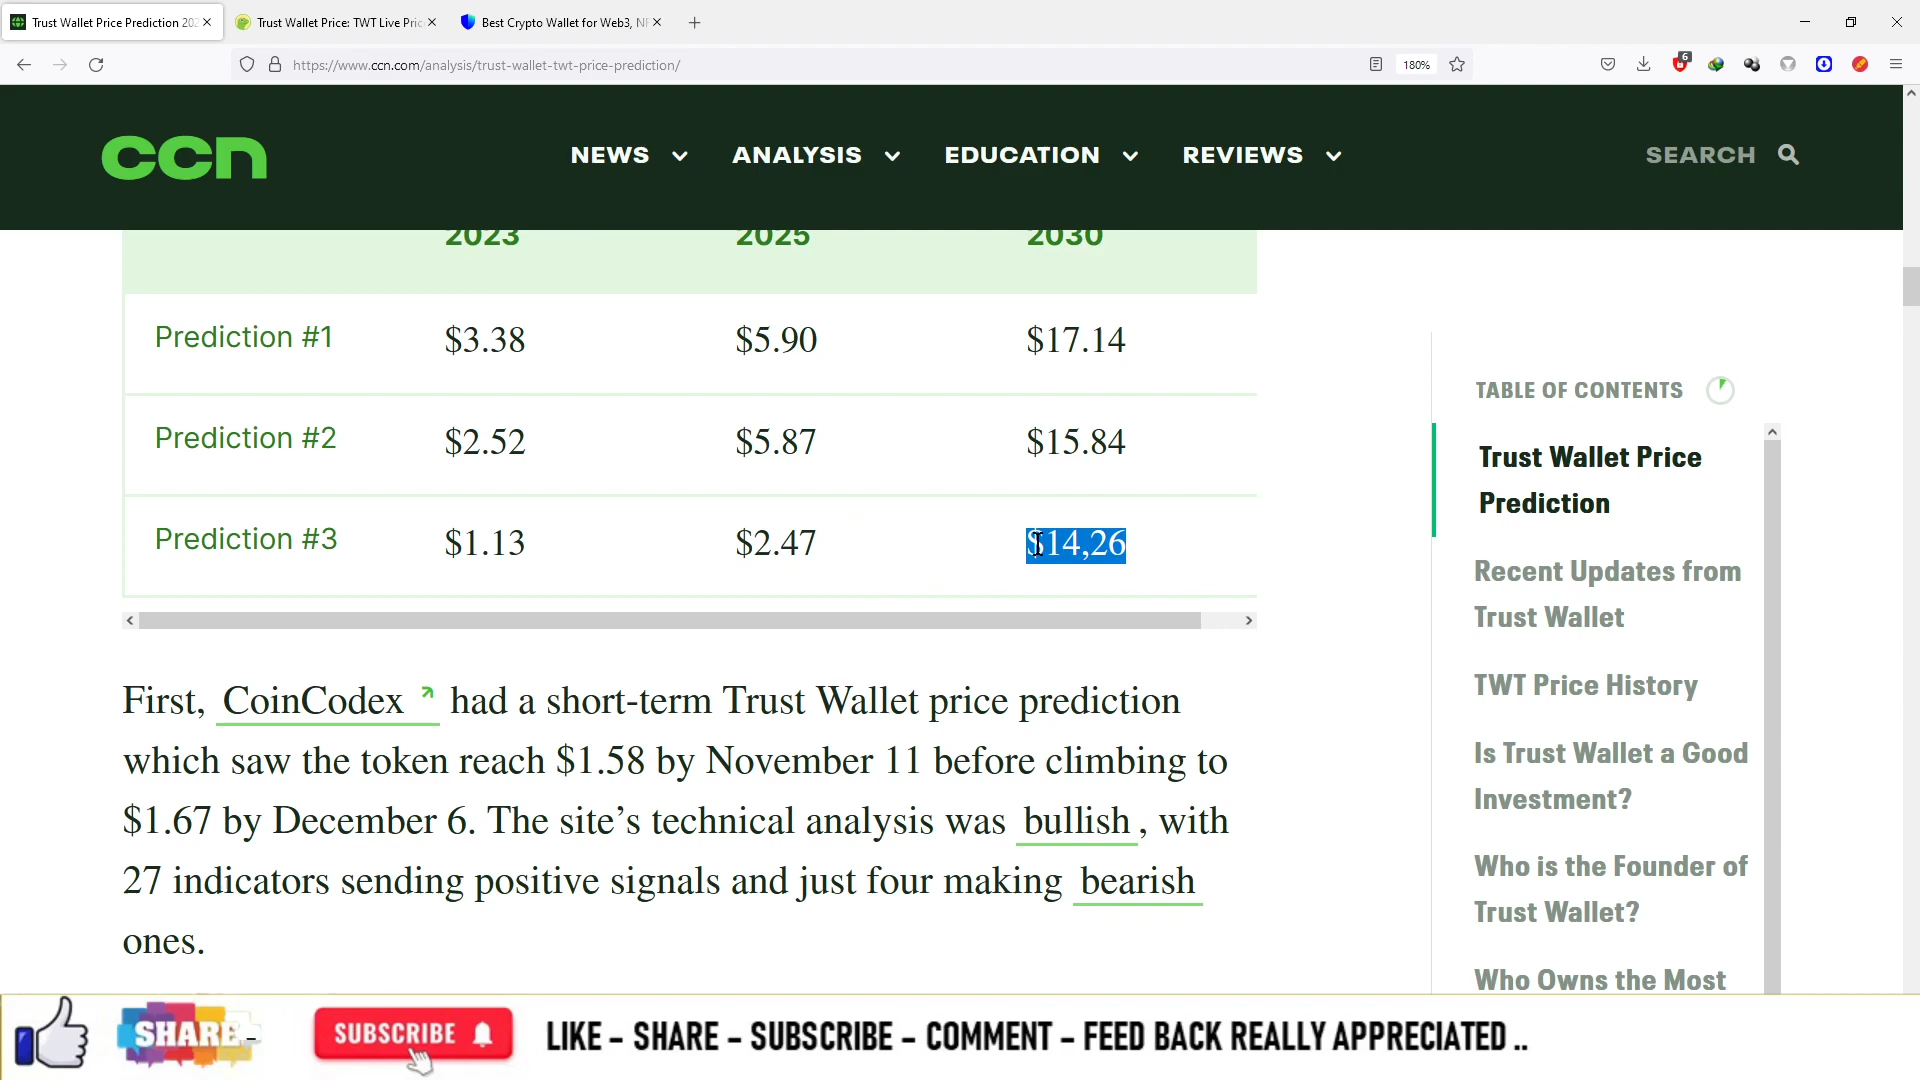 Trust Wallet Price Prediction 202
Trust Wallet Price: TWT Live Pric
Best Crypto Wallet for Web3, NF
https://www.ccn.com/analysis/trust-wallet-twt-price-prediction/
180%
6
ccn
NEWS
ANALYSIS
EDUCATION
REVIEWS
SEARCH
2023 2025 2030
Prediction #1 $3.38 $5.90 $17.14
Prediction #2 $2.52 $5.87 $15.84
Prediction #3 $1.13 $2.47 $14,26
First, CoinCodex had a short-term Trust Wallet price prediction
which saw the token reach $1.58 by November 11 before climbing to
$1.67 by December 6. The site’s technical analysis was bullish, with
27 indicators sending positive signals and just four making bearish
ones.
TABLE OF CONTENTS
Trust Wallet Price
Prediction
Recent Updates from
Trust Wallet
TWT Price History
Is Trust Wallet a Good
Investment?
Who is the Founder of
Trust Wallet?
Who Owns the Most
SHARE
SUBSCRIBE
LIKE – SHARE – SUBSCRIBE – COMMENT – FEED BACK REALLY APPRECIATED ..